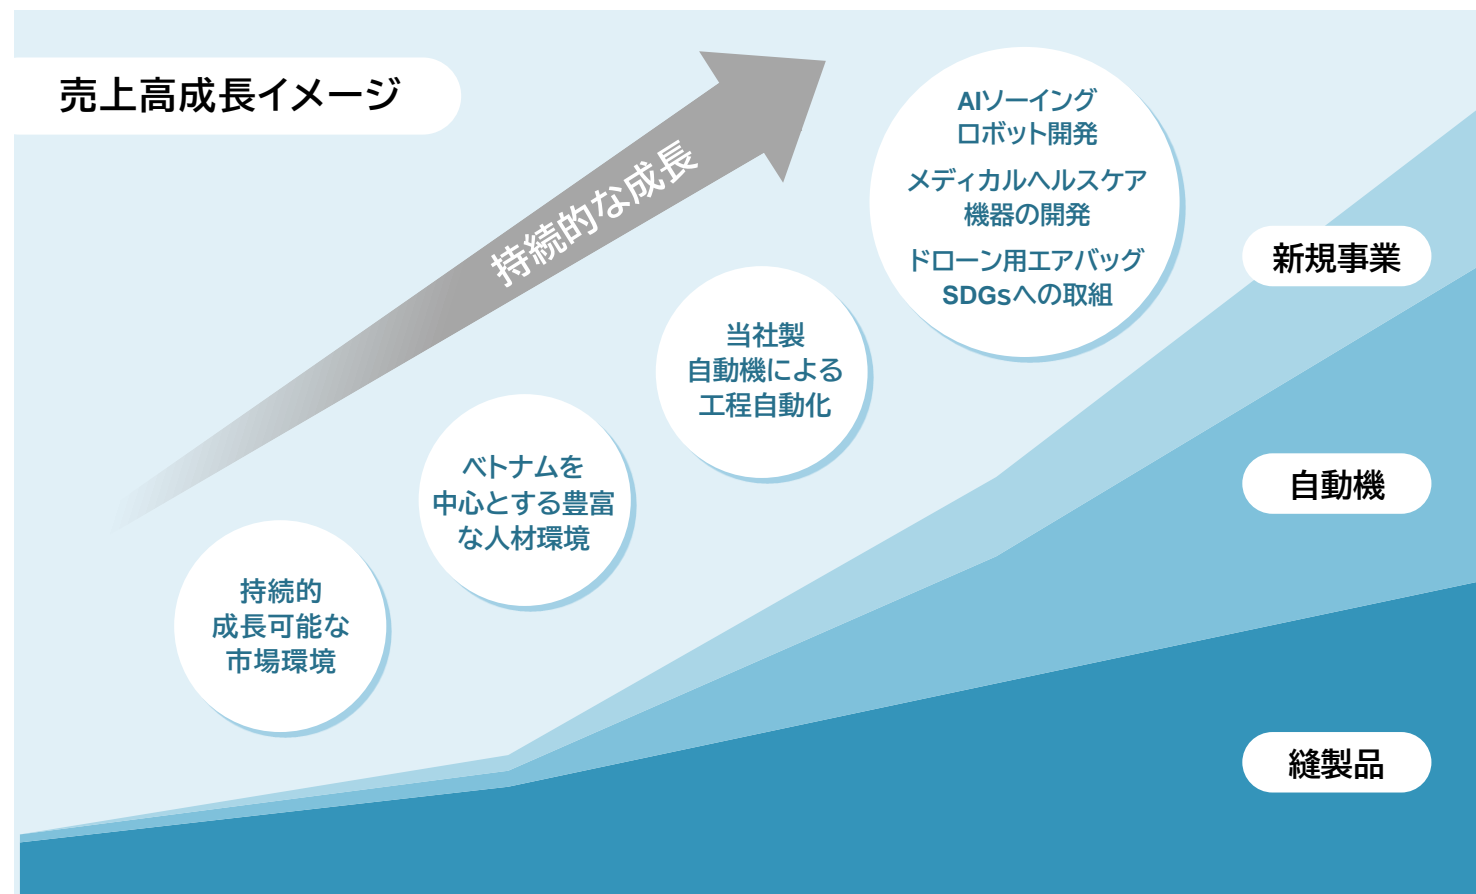 売上高成長イメージ
持続的な成長
AIソーイング
ロボット開発
メディカルヘルスケア
機器の開発
ドローン用エアバッグ
SDGsへの取組
当社製
自動機による
工程自動化
ベトナムを
中心とする豊富
な人材環境
持続的
成長可能な
市場環境
新規事業
自動機
縫製品